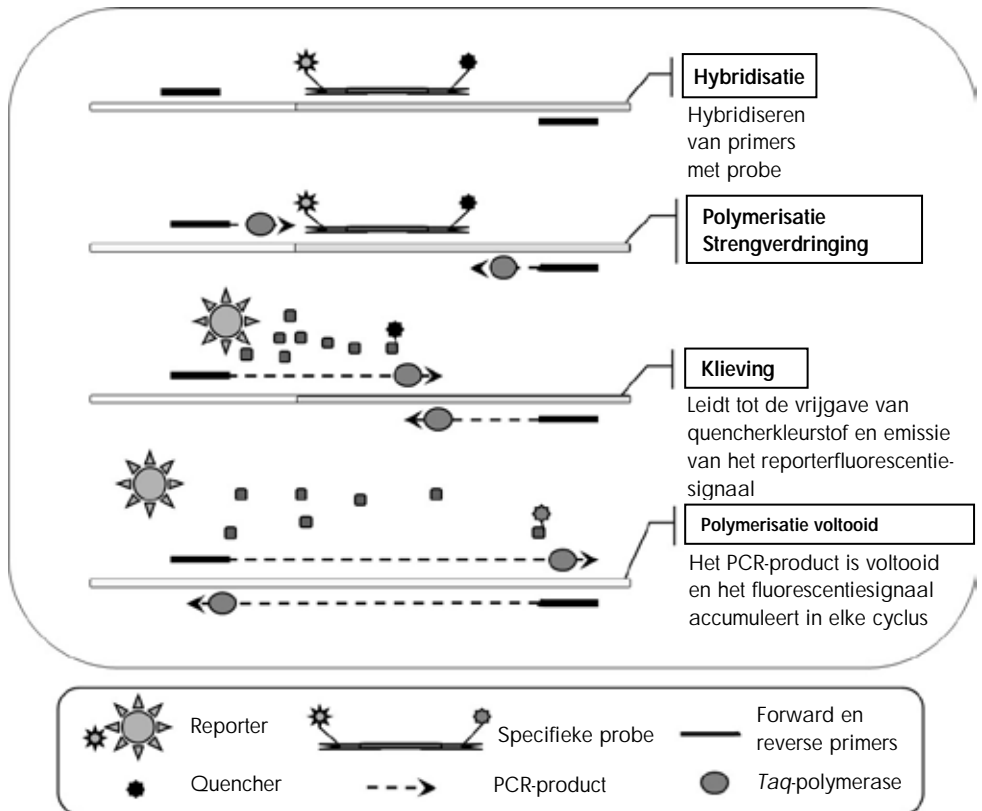 Hybridisatie
Hybridiseren
van primers
met probe
Polymerisatie
Strengverdringing
Klieving
Leidt tot de vrijgave van
quencherkleurstof en emissie
van het reporterfluorescentie-
signaal
Polymerisatie voltooid
Het PCR-product is voltooid
en het fluorescentiesignaal
accumuleert in elke cyclus
Reporter
Specifieke probe
Forward en
reverse primers
Quencher
PCR-product
Taq-polymerase